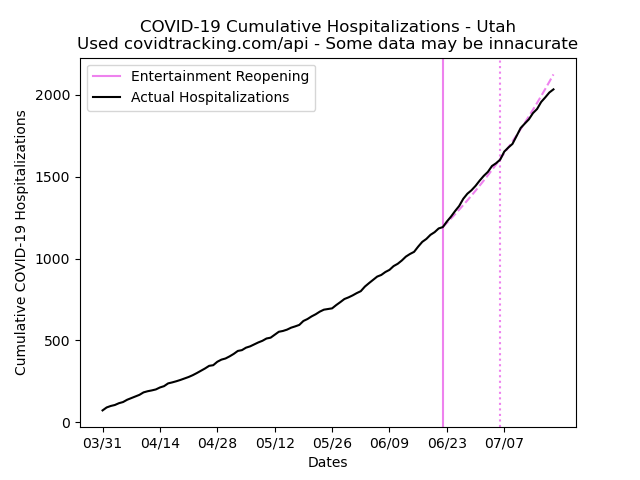 COVID-19 Cumulative Hospitalizations - Utah
Used covidtracking.com/api - Some data may be innacurate
Entertainment Reopening
Actual Hospitalizations
Cumulative COVID-19 Hospitalizations
2000
1500
1000
500
0
03/31 04/14 04/28 05/12 05/26 06/09 06/23 07/07
Dates